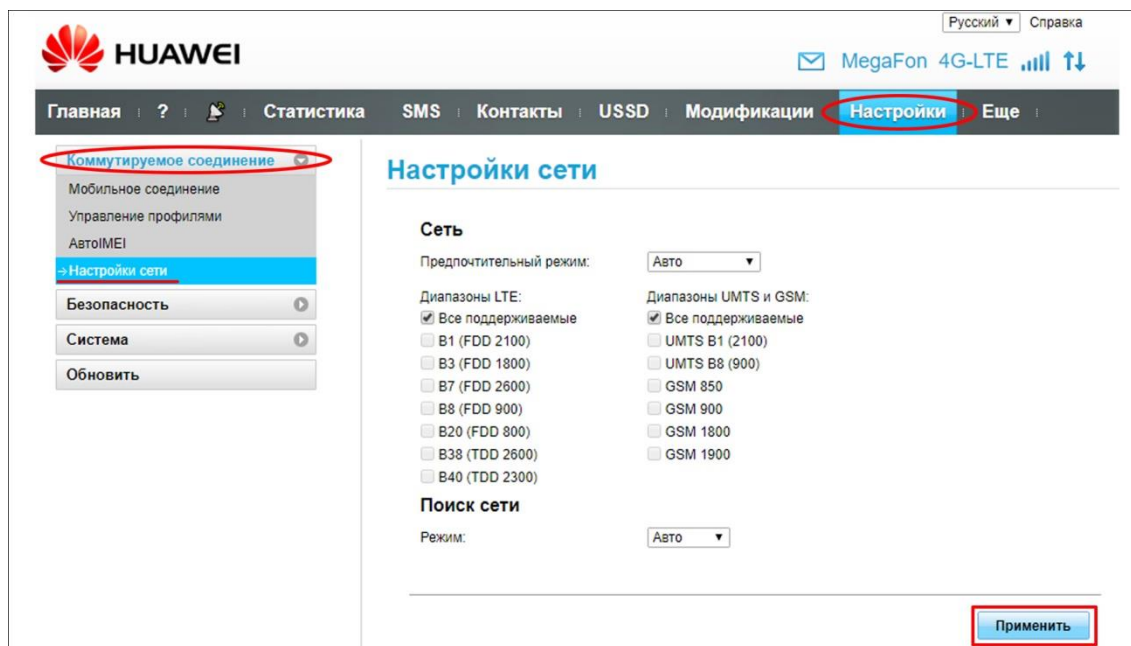 Русский Справка
HUAWEI
MegaFon 4G-LTE
Главная ? Статистика SMS Контакты USSD Модификации Настройки Еще
Коммутируемое соединение
Мобильное соединение
Управление профилями
АвтоIMEI
Настройки сети
Безопасность
Система
Обновить
Настройки сети
Сеть
Предпочтительный режим: Авто
Диапазоны LTE: Диапазоны UMTS и GSM:
Все поддерживаемые Все поддерживаемые
B1 (FDD 2100) UMTS B1 (2100)
B3 (FDD 1800) UMTS B8 (900)
B7 (FDD 2600) GSM 850
B8 (FDD 900) GSM 900
B20 (FDD 800) GSM 1800
B38 (TDD 2600) GSM 1900
B40 (TDD 2300)
Поиск сети
Режим: Авто
Применить